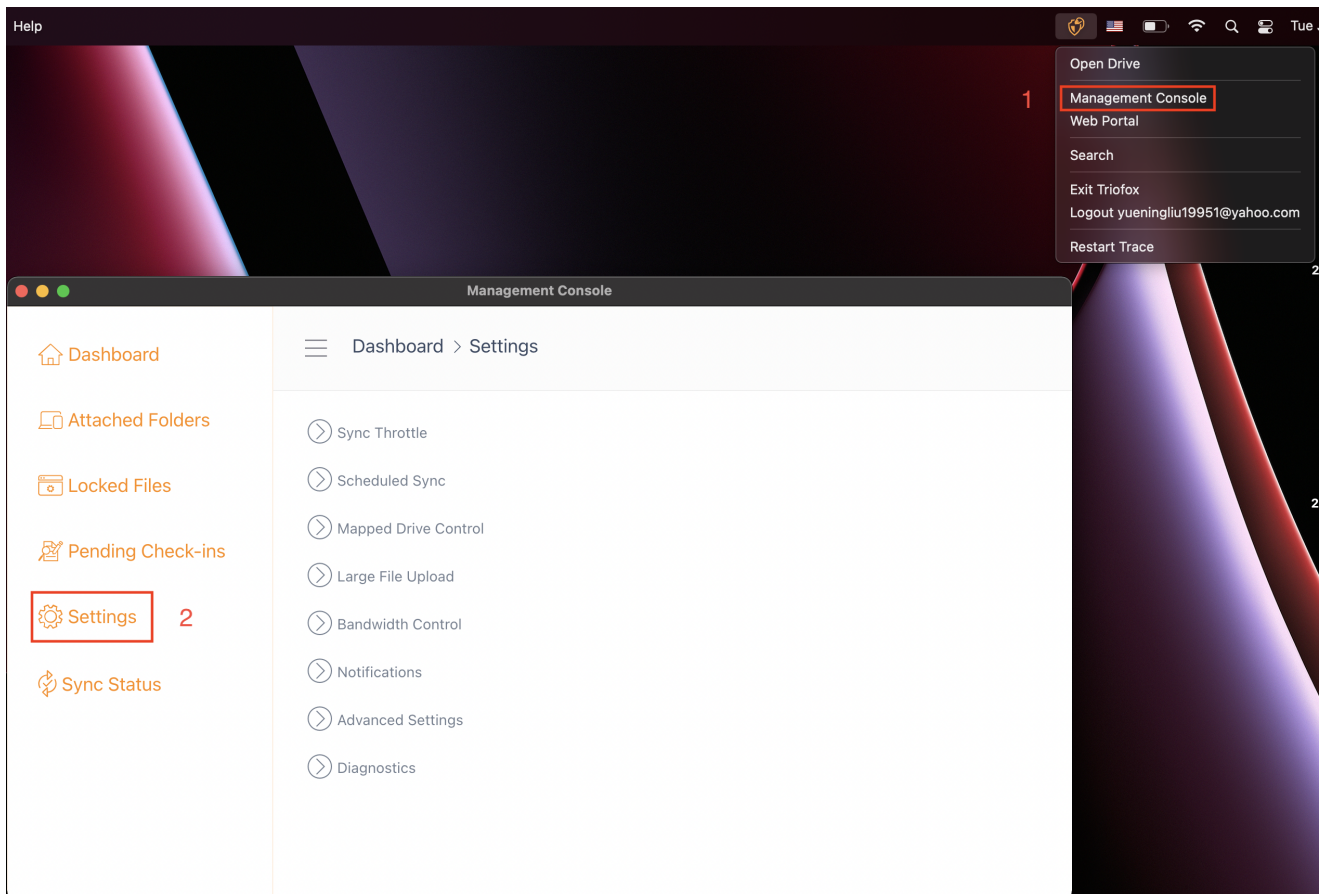 Help
Tue
Open Drive
1
Management Console
Web Portal
Search
Exit Triofox
Logout yueningliu19951@yahoo.com
Restart Trace
2
Management Console
Dashboard
Dashboard > Settings
Attached Folders
Locked Files
Pending Check-ins
Settings
2
Sync Status
Sync Throttle
Scheduled Sync
Mapped Drive Control
Large File Upload
Bandwidth Control
Notifications
Advanced Settings
Diagnostics
2